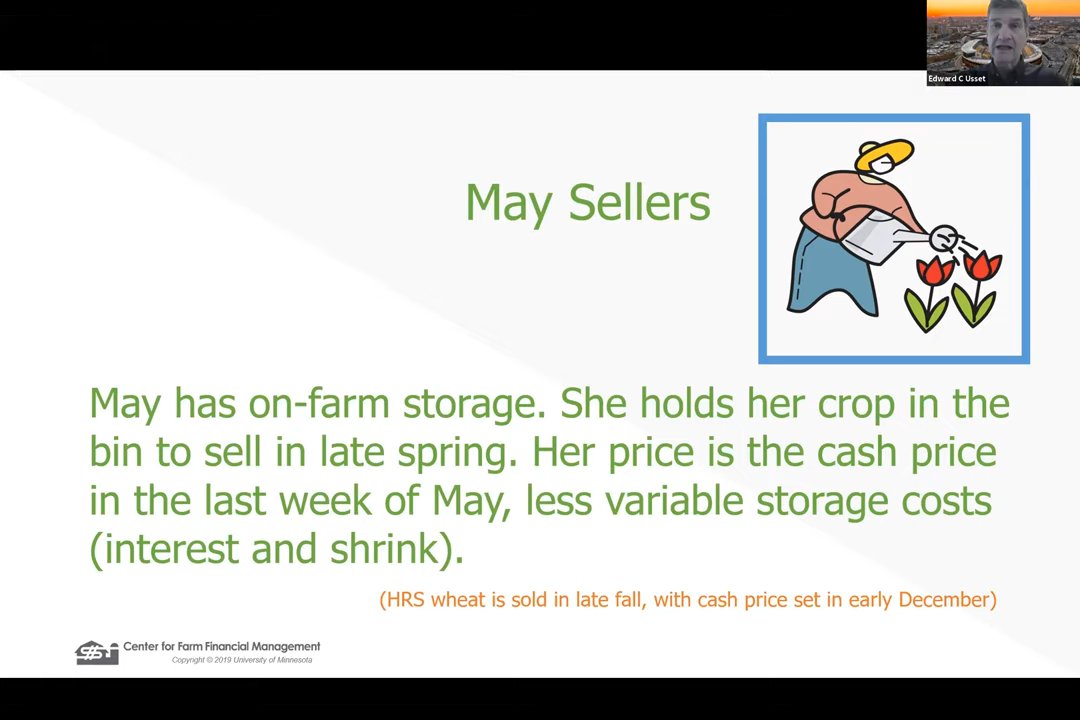 Edward C Usset
May Sellers
May has on-farm storage. She holds her crop in the
bin to sell in late spring. Her price is the cash price
in the last week of May, less variable storage costs
(interest and shrink).
(HRS wheat is sold in late fall, with cash price set in early December)
Center for Farm Financial Management
Copyright © 2019 University of Minnesota